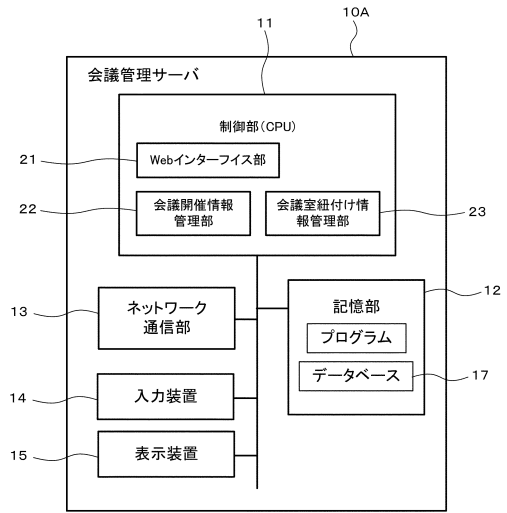 10A
11
会議管理サーバ
制御部(CPU)
21
Webインターフイス部
22
会議開催情報
管理部
会議室紐付け情
報管理部
23
13
ネットワーク
通信部
記憶部
12
プログラム
データベース
17
14
入力装置
15
表示装置